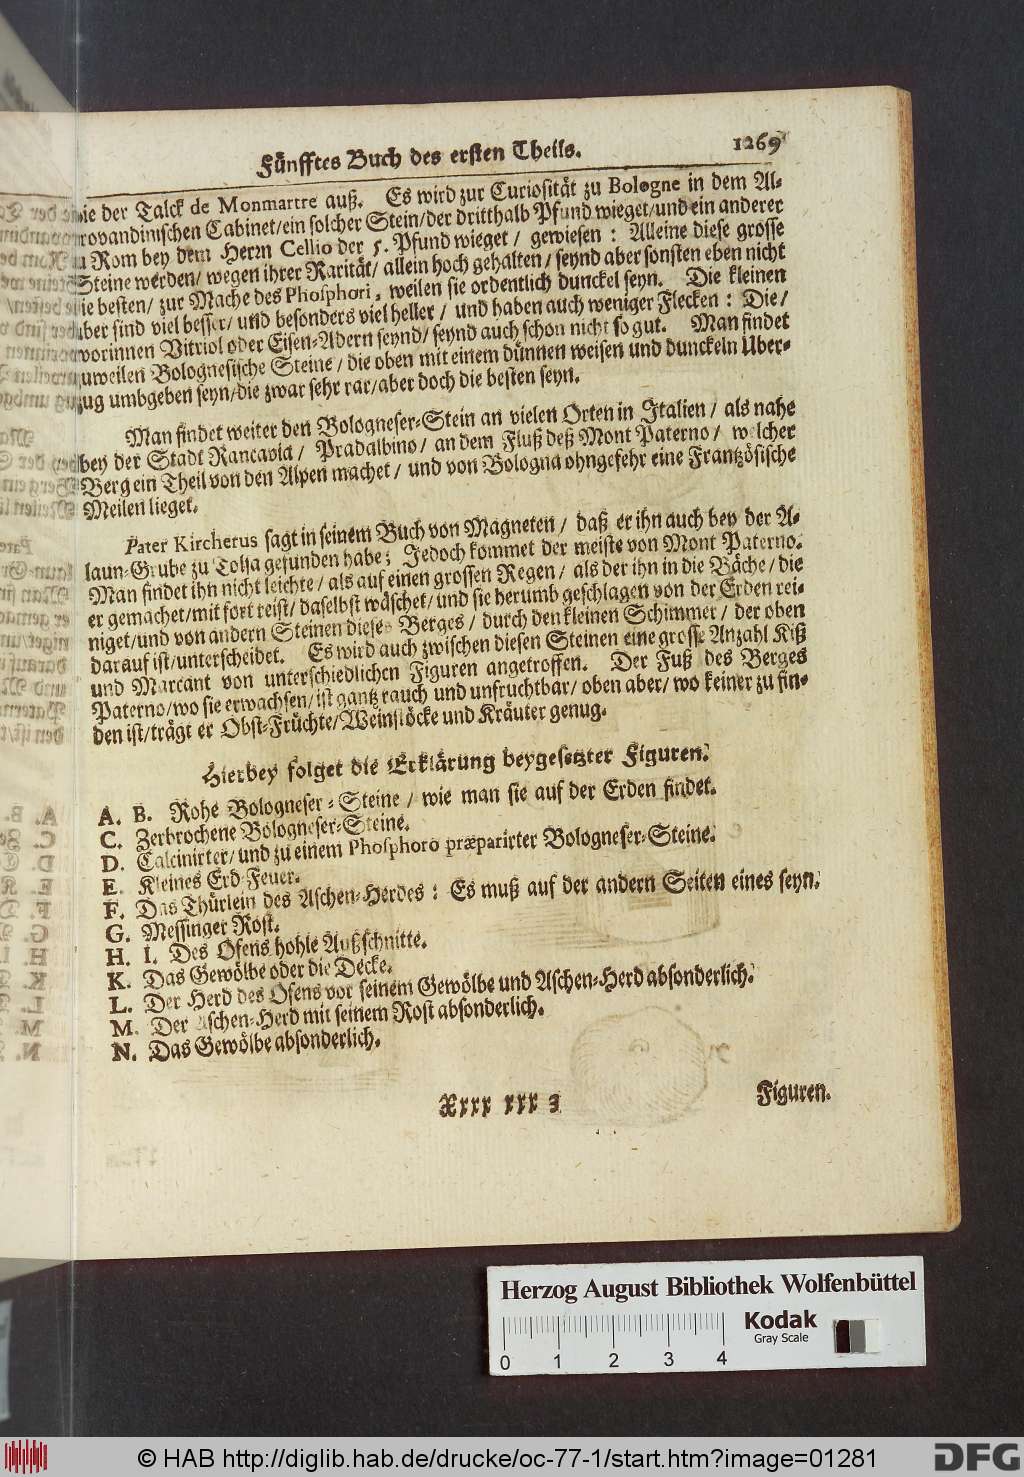 Fünfftes Buch des ersten Theils. 1269
wie der Talck de Monmartre auß. Es wird zur Curiosität zu Bologne in dem Al-
rovandinischen Cabinet/ein solcher Stein/der dritthalb Pfund wieget/und ein anderer
zu Rom bey dem Herzn Cellio der 5. Pfund wieget / gewiesen: Alleine diese grosse
Steine werden/ wegen ihrer Rarität/ allein hoch gehalten/ seynd aber sonsten eben nicht
die besten/ zur Mache des Phosphori, weilen sie ordentlich dunckel seyn. Die kleinen
aber sind viel besser/ und besonders viel heller / und haben auch weniger Flecken: Die/
worinnen Vitriol oder Eisen-Adern seynd/ seynd auch schon nicht so gut. Man findet
zuweilen Bolognesische Steine / die oben mit einem dünnen weisen und dunckeln Uber-
zug umbgeben seyn/die zwar sehr rar/aber doch die besten seyn.
Man findet weiter den Bologneser-Stein an vielen Orten in Italien / als nahe
bey der Stadt Rancavia / Pradalbino/ an dem Fluß deß Mont Paterno / welcher
Berg ein Theil von den Alpen machet / und von Bologna ohngefehr eine Frantzösische
Meilen lieget.
Pater Kircherus sagt in seinem Buch von Magneten / daß er ihn auch bey der A-
laun-Grube zu Tolfa gefunden habe; Jedoch kommet der meiste von Mont Paterno.
Man findet ihn nicht leichte/ als auf einen grossen Regen/ als der ihn in die Bäche/ die
er gemachet/mit fort reist/ daselbst wäschet/und sie herumb geschlagen von der Erden rei-
niget/und von andern Steinen dieses Berges / durch den kleinen Schimmer / der oben
darauf ist/unterscheidet. Es wird auch zwischen diesen Steinen eine grosse Anzahl Kiß
und Marcant von unterschiedlichen Figuren angetroffen. Der Fuß des Berges
Paterno/wo sie erwachsen/ist gantz rauch und unfruchtbar/ oben aber/ wo keiner zu fin-
den ist/trägt er Obst-Früchte/Weinstöcke und Kräuter genug.
Hierbey folget die Erklärung beygesetzter Figuren.
A. B. Rohe Bologneser-Steine / wie man sie auf der Erden findet.
C. Zerbrochene Bologneser-Steine.
D. Calcinirter/und zu einem Phosphoro præparirter Bologneser-Steine.
E. Kleines Erd-Feuer.
F. Das Thürlein des Aschen-Herdes: Es muß auf der andern Seiten eines seyn.
G. Messinger Rost.
H. I. Des Ofens hohle Außschnitte.
K. Das Gewölbe oder die Decke.
L. Der Herd des Ofens vor seinem Gewölbe und Aschen-Herd absonderlich.
M. Der Aschen-Herd mit seinem Rost absonderlich.
N. Das Gewölbe absonderlich.
Xxxx xxx 3 Figuren.
Herzog August Bibliothek Wolfenbüttel
Kodak
Gray Scale
0 1 2 3 4
© HAB http://diglib.hab.de/drucke/oc-77-1/start.htm?image=01281
DFG